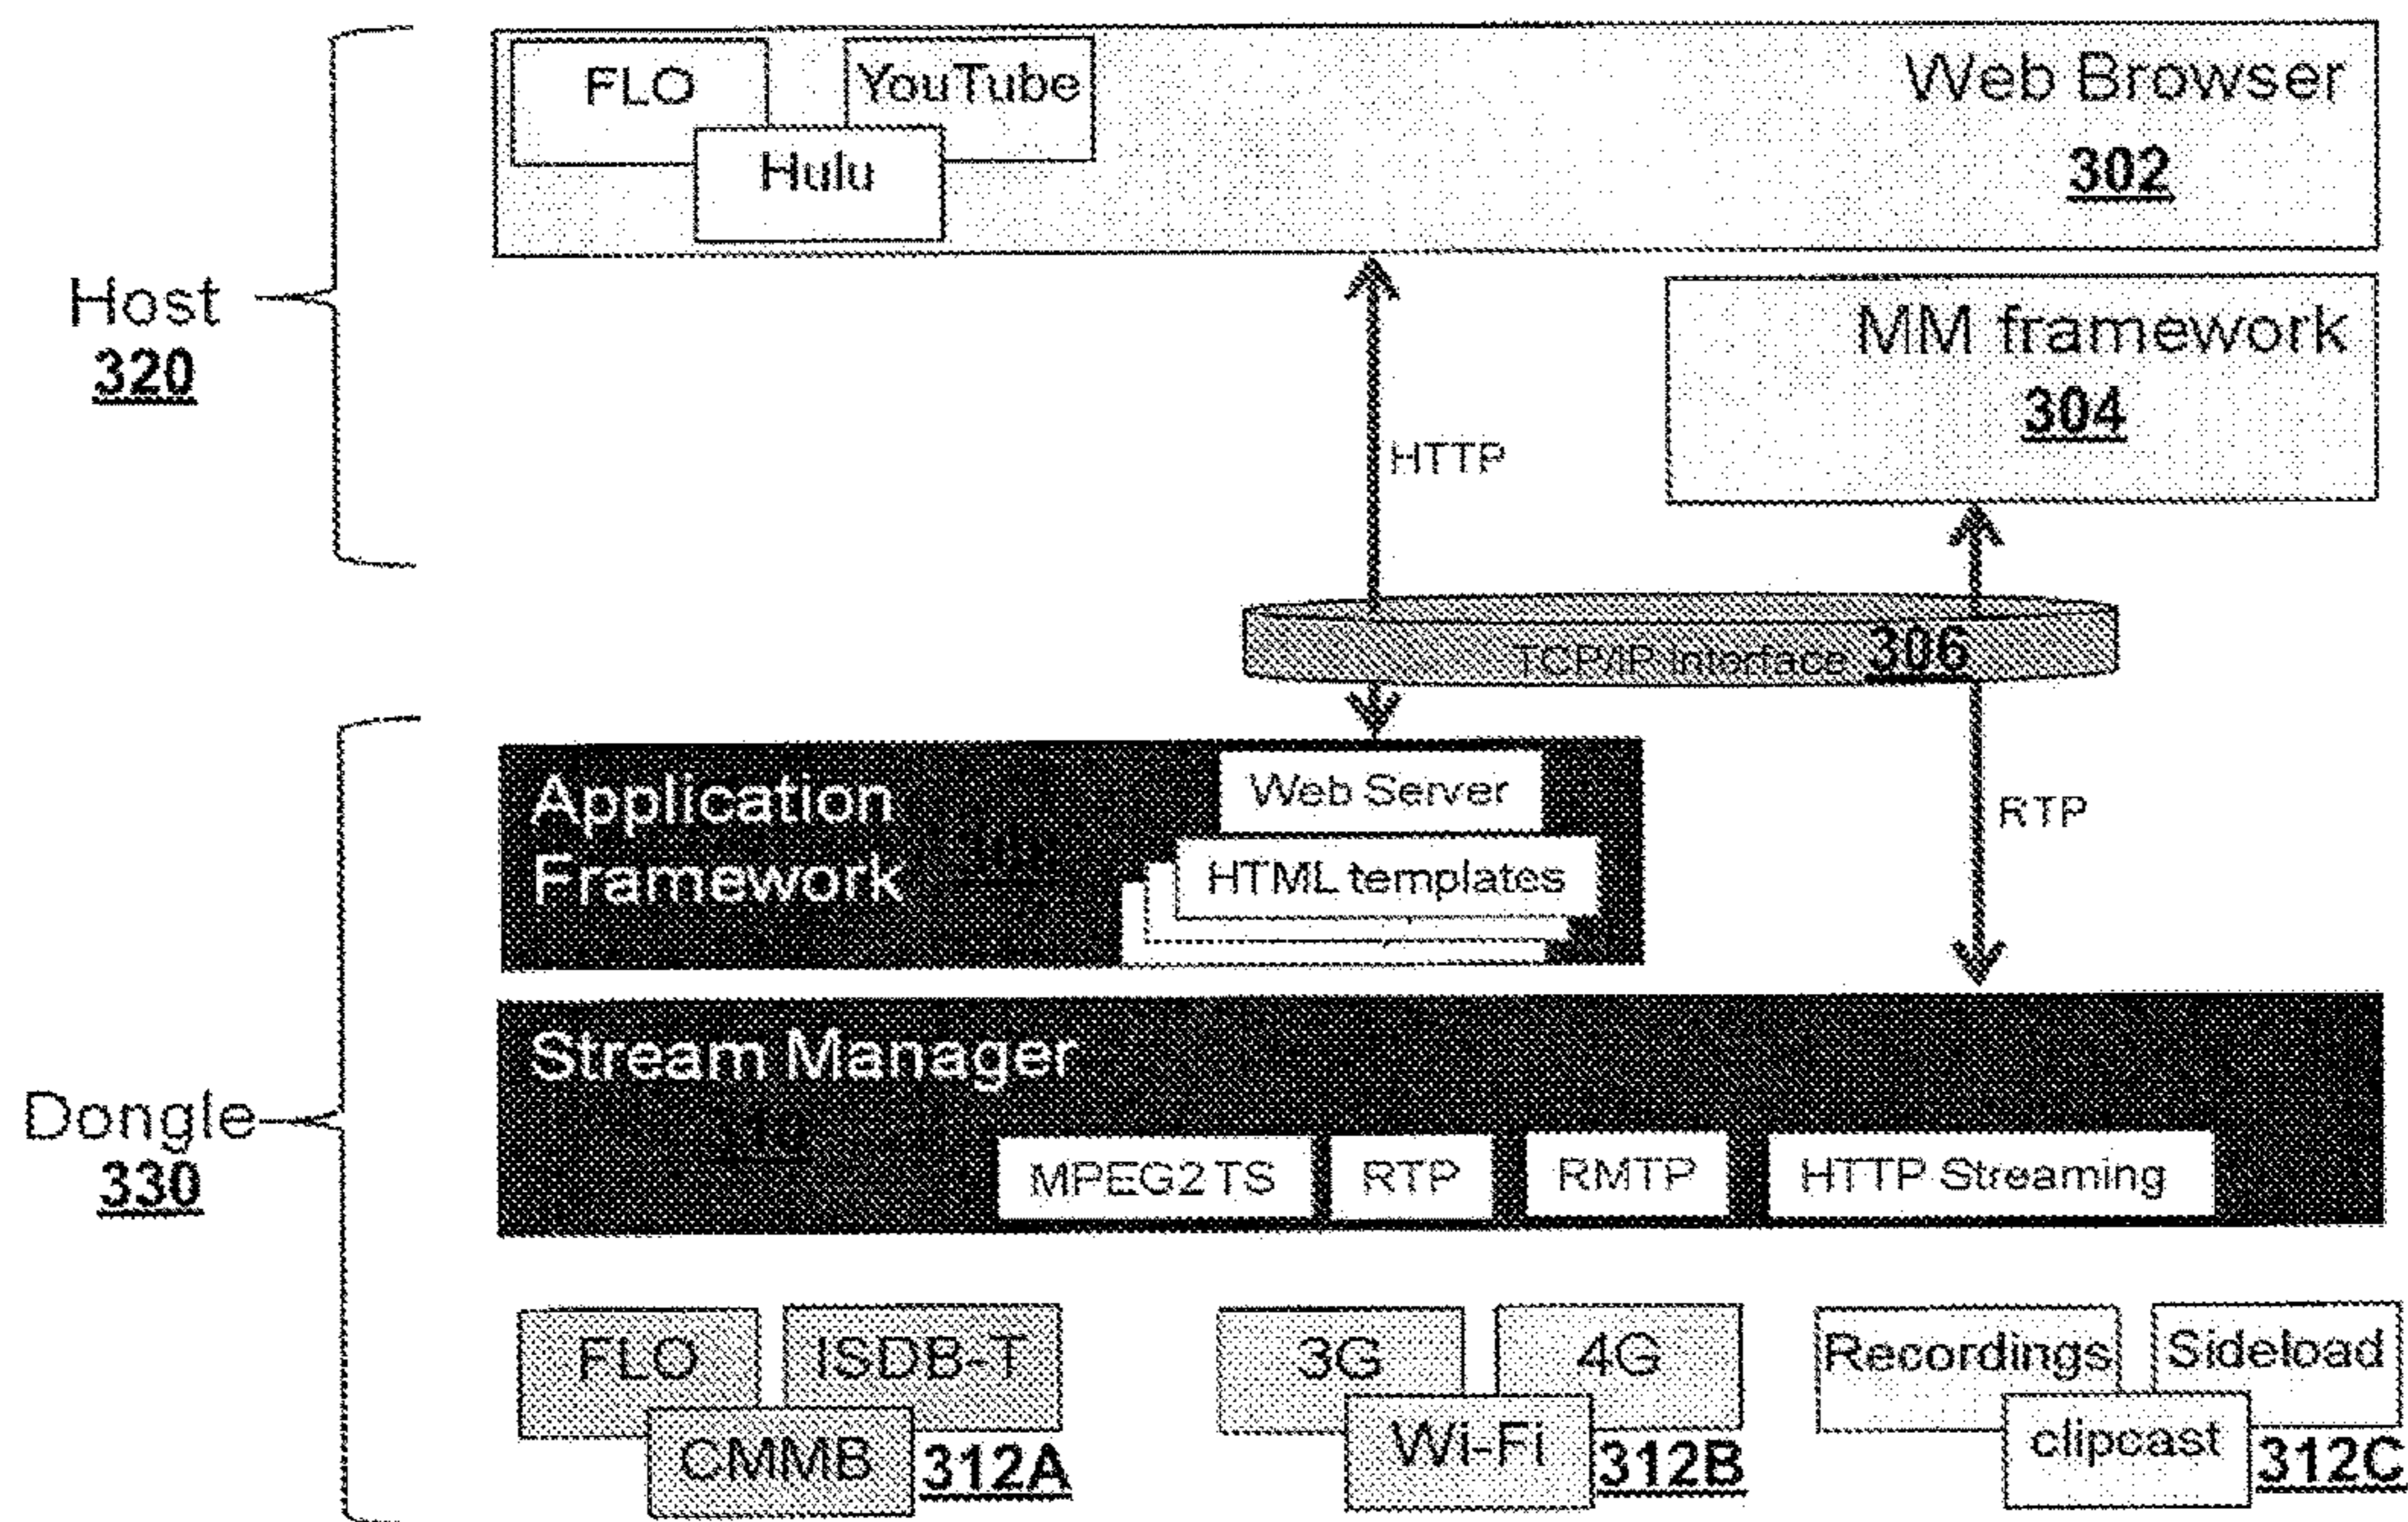 FLO
YouTube
Hulu
Web Browser
302
Host
320
MM framework
304
HTTP
TCP/IP Interface 306
Application
Framework
Web Server
HTML templates
RTP
Stream Manager
Dongle
330
MPEG2 TS
RTP
RMTP
HTTP Streaming
FLO
ISDB-T
CMMB
312A
3G
4G
Wi-Fi
312B
Recordings
Sideload
clipcast
312C